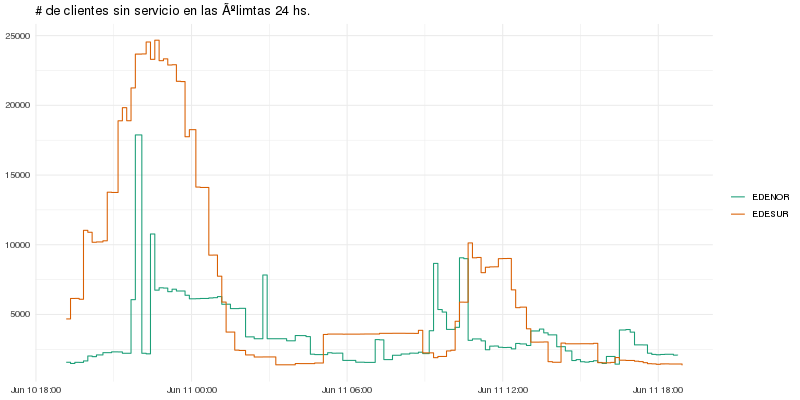 # de clientes sin servicio en las Ãºlimtas 24 hs.
25000
20000
15000
10000
5000
Jun 10 18:00 Jun 11 00:00 Jun 11 06:00 Jun 11 12:00 Jun 11 18:00
EDENOR
EDESUR